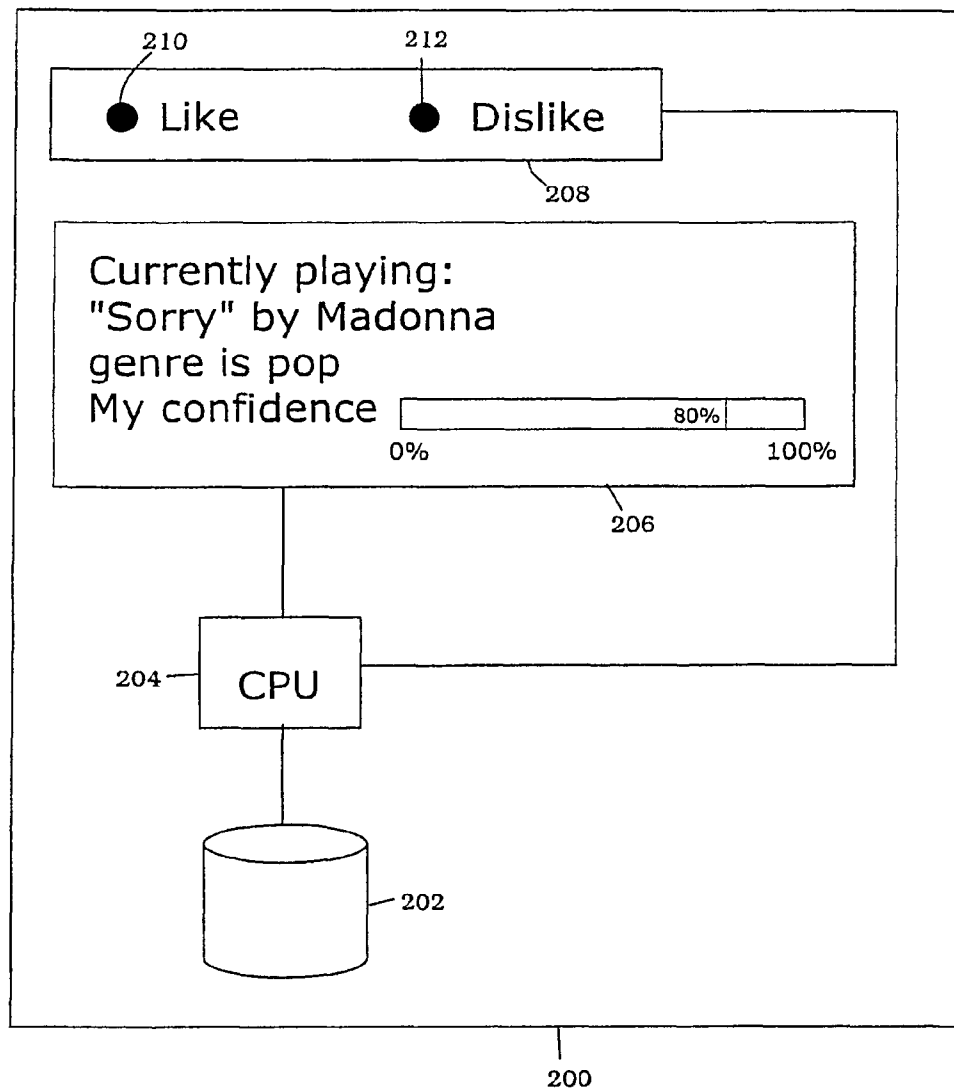 210
212
Like
Dislike
208
Currently playing:
"Sorry" by Madonna
genre is pop
My confidence
80%
0%
100%
206
204
CPU
202
200